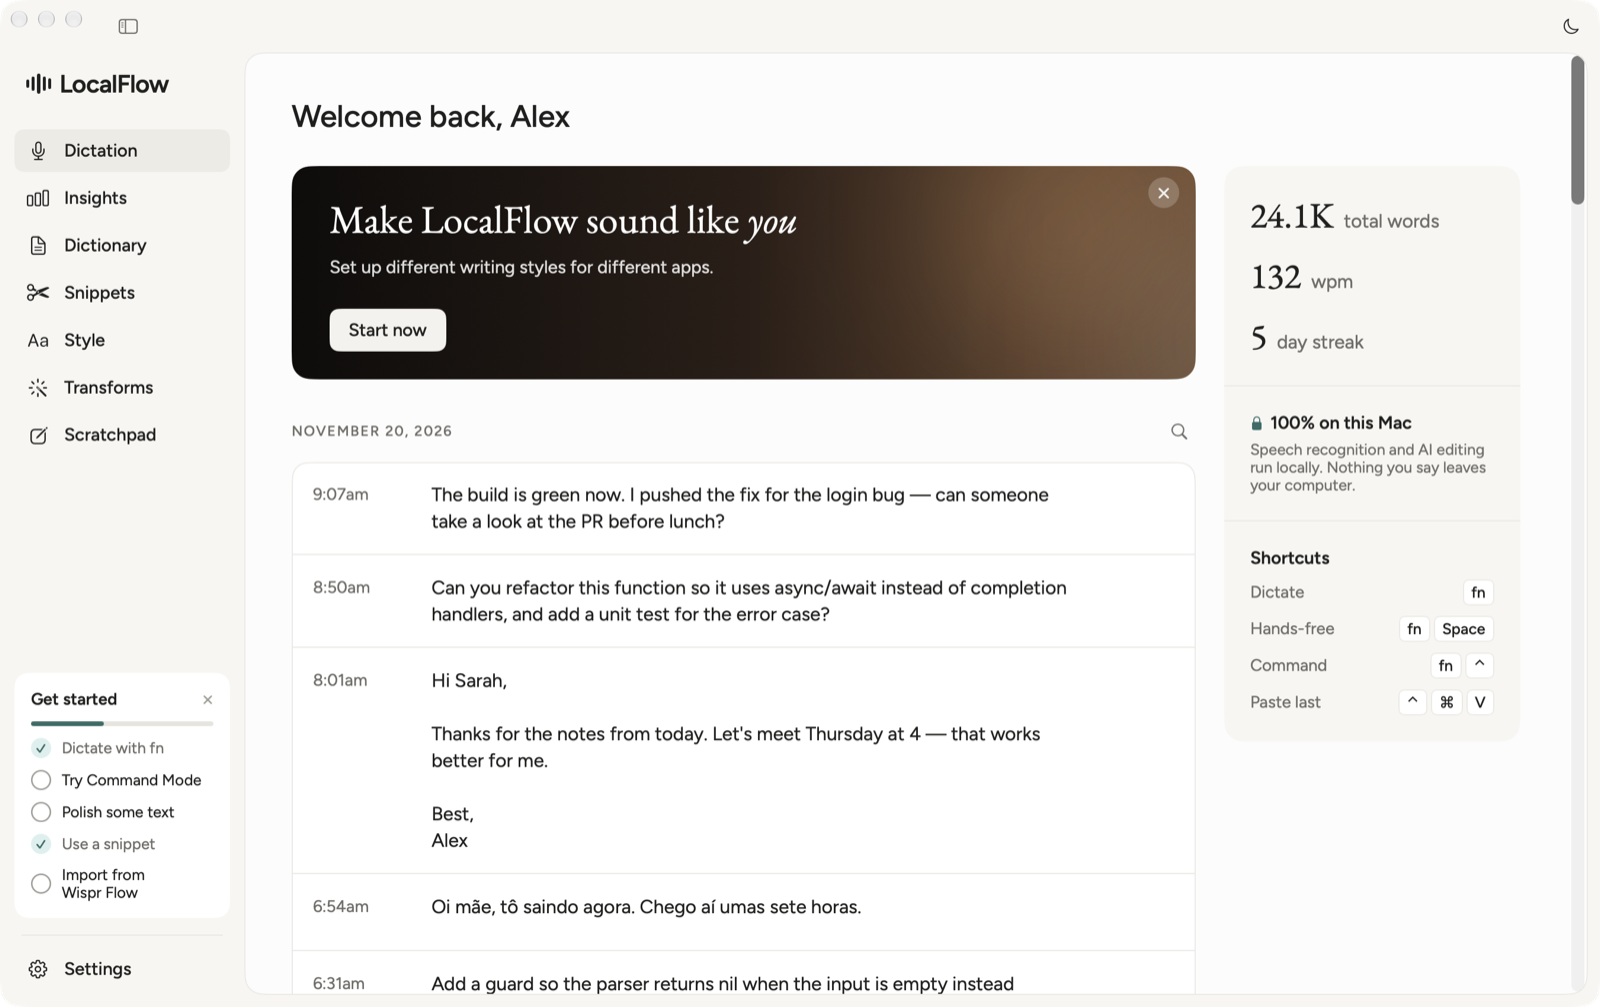 LocalFlow
Dictation
Insights
Dictionary
Snippets
Aa Style
Transforms
Scratchpad
Get started
Dictate with fn
Try Command Mode
Polish some text
Use a snippet
Import from
Wispr Flow
Settings
Welcome back, Alex
Make LocalFlow sound like you
Set up different writing styles for different apps.
Start now
NOVEMBER 20, 2026
9:07am
The build is green now. I pushed the fix for the login bug — can someone
take a look at the PR before lunch?
8:50am
Can you refactor this function so it uses async/await instead of completion
handlers, and add a unit test for the error case?
8:01am
Hi Sarah,
Thanks for the notes from today. Let's meet Thursday at 4 — that works
better for me.
Best,
Alex
6:54am
Oi mãe, tô saindo agora. Chego aí umas sete horas.
6:31am
Add a guard so the parser returns nil when the input is empty instead
24.1K total words
132 wpm
5 day streak
100% on this Mac
Speech recognition and AI editing
run locally. Nothing you say leaves
your computer.
Shortcuts
Dictate fn
Hands-free fn Space
Command fn ^
Paste last ^ ⌘ V